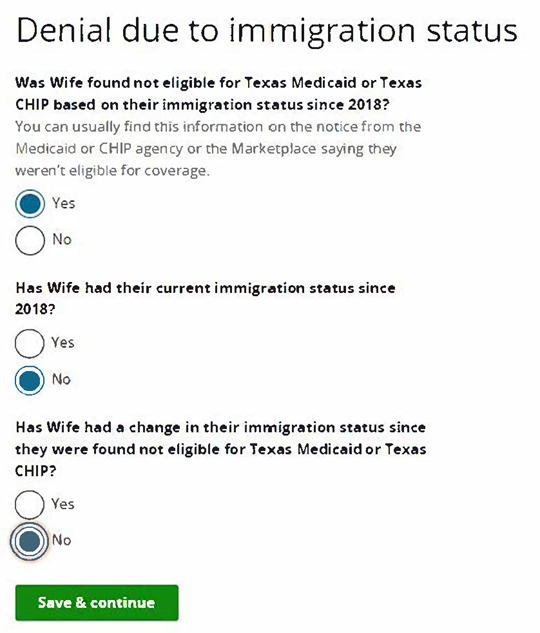 Denial due to immigration status
Was Wife found not eligible for Texas Medicaid or Texas
CHIP based on their immigration status since 2018?
You can usually find this information on the notice from the
Medicaid or CHIP agency or the Marketplace saying they
weren't eligible for coverage.
Yes
No
Has Wife had their current immigration status since
2018?
Yes
No
Has Wife had a change in their immigration status since
they were found not eligible for Texas Medicaid or Texas
CHIP?
Yes
No
Save & continue